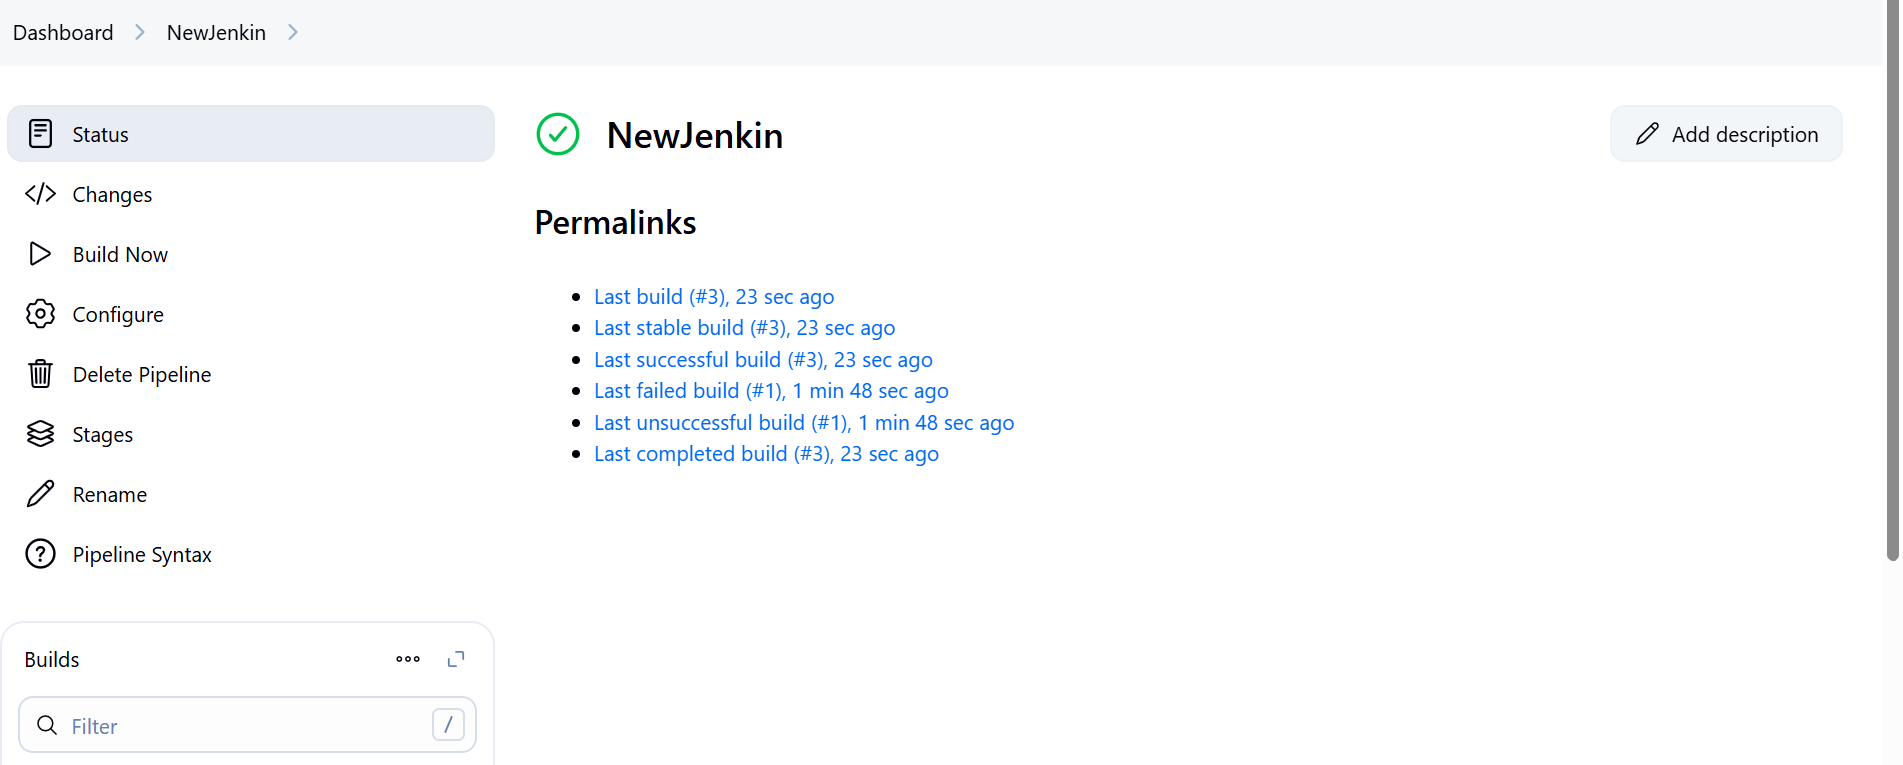 Dashboard > NewJenkin >
Status
Changes
Build Now
Configure
Delete Pipeline
Stages
Rename
Pipeline Syntax
Builds
Filter /
NewJenkin
Add description
Permalinks
Last build (#3), 23 sec ago
Last stable build (#3), 23 sec ago
Last successful build (#3), 23 sec ago
Last failed build (#1), 1 min 48 sec ago
Last unsuccessful build (#1), 1 min 48 sec ago
Last completed build (#3), 23 sec ago